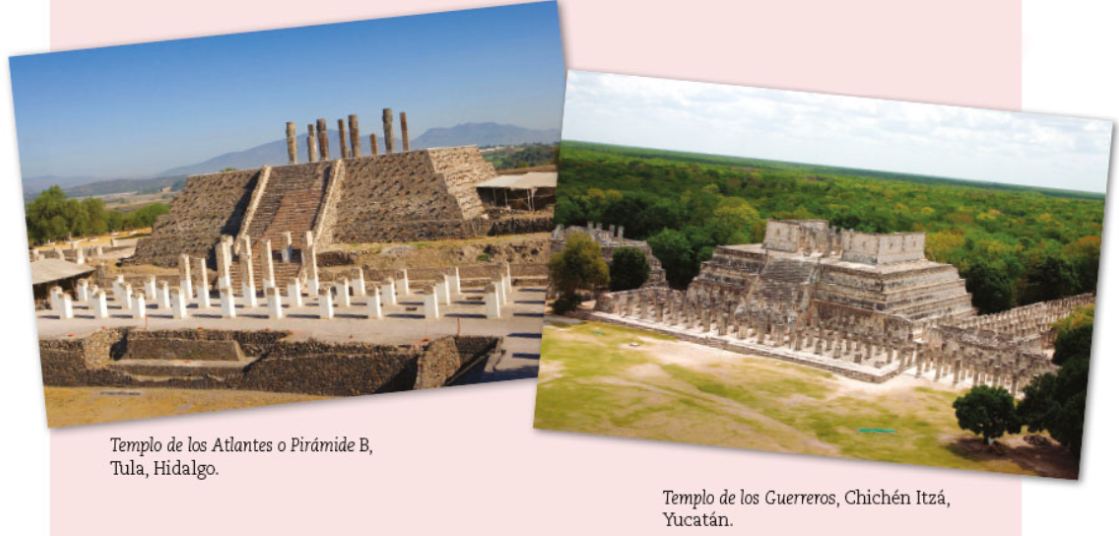 Templo de los Atlantes o Pirámide B,
Tula, Hidalgo.
Templo de los Guerreros, Chichén Itzá,
Yucatán.